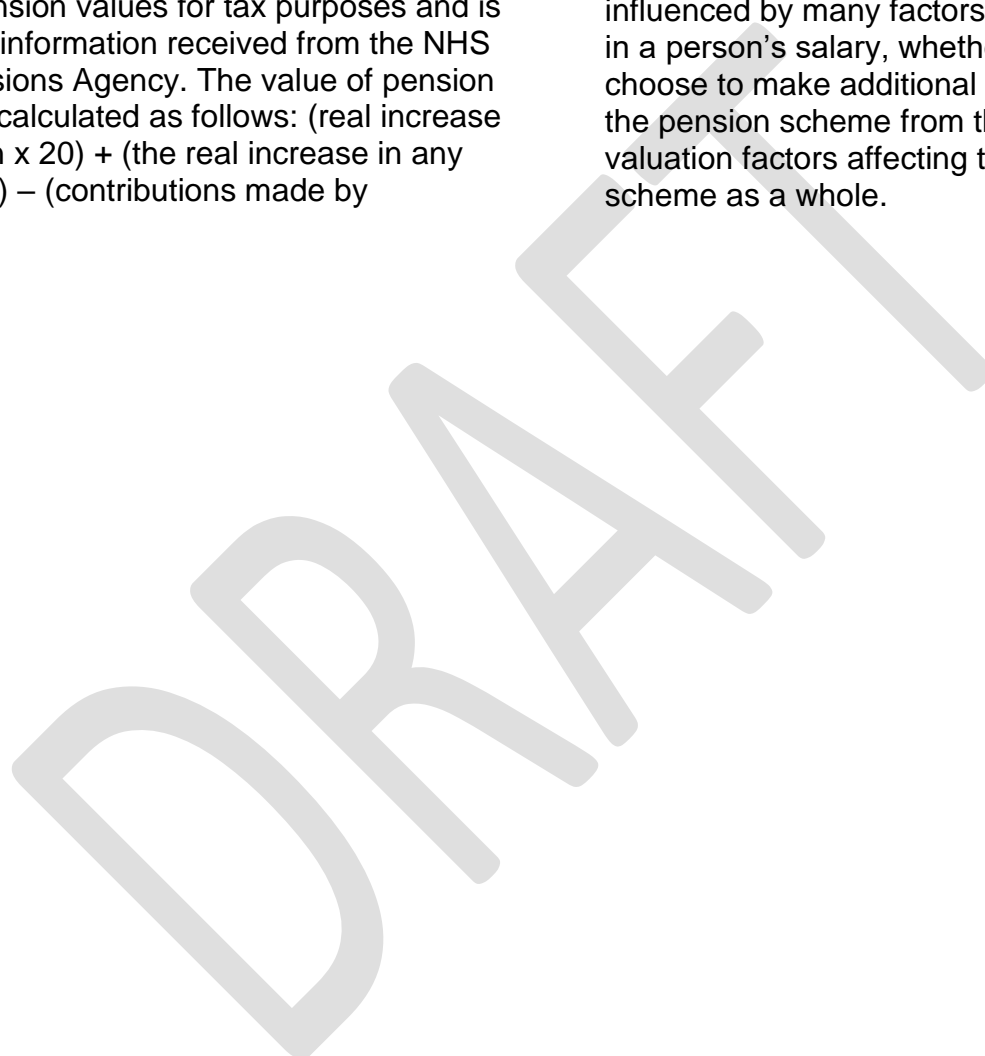 nsion values for tax purposes and is
information received from the NHS
sions Agency. The value of pension
calculated as follows: (real increase
x 20) + (the real increase in any
) – (contributions made by
influenced by many factors
in a person's salary, whethe
choose to make additional
the pension scheme from th
valuation factors affecting t
scheme as a whole.
DRAFT